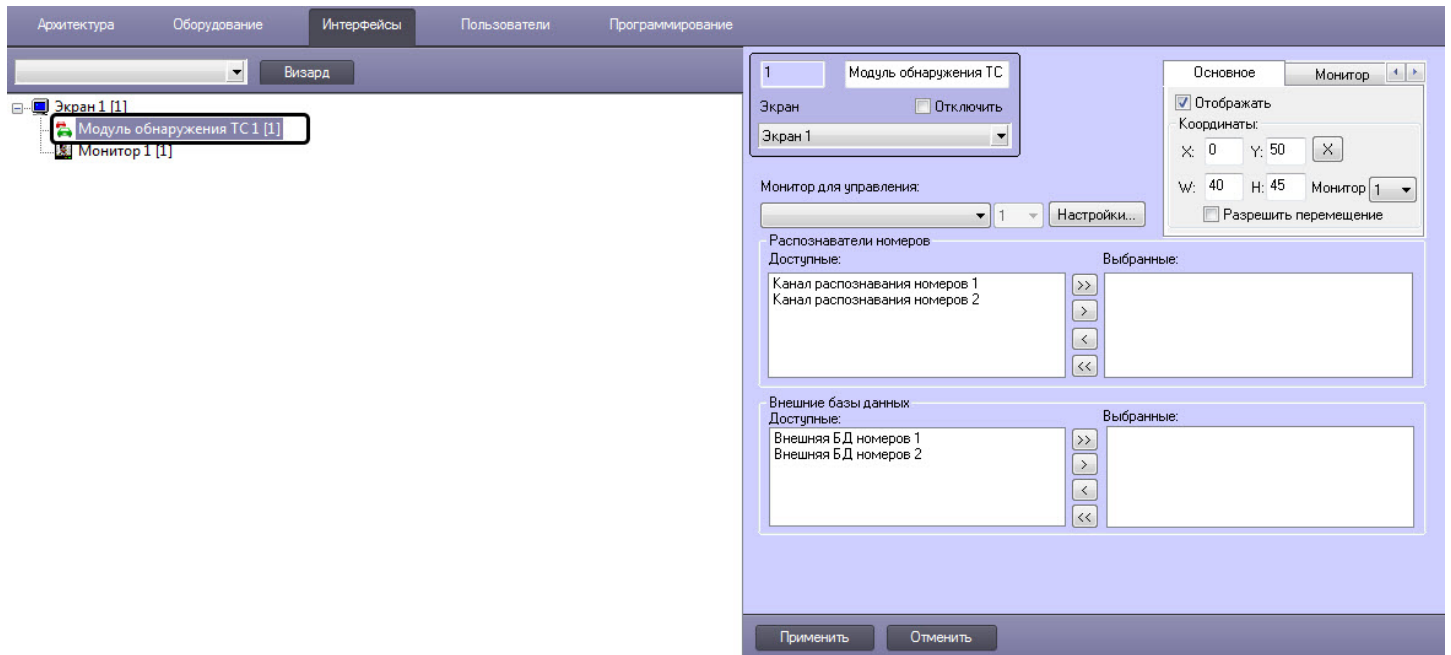 Архитектура Оборудование Интерфейсы Пользователи Программирование
Визард
Экран 1 [1]
Модуль обнаружения ТС 1 [1]
Монитор 1 [1]
1 Модуль обнаружения ТС
Экран Отключить
Экран 1
Основное Монитор
Отображать
Координаты:
X: 0 Y: 50 X
W: 40 H: 45 Монитор 1
Разрешить перемещение
Монитор для управления:
1 Настройки...
Распознаватели номеров
Доступные: Выбранные:
Канал распознавания номеров 1
Канал распознавания номеров 2
>>
>
<
<<
Внешние базы данных
Доступные: Выбранные:
Внешняя БД номеров 1
Внешняя БД номеров 2
>>
>
<
<<
Применить Отменить